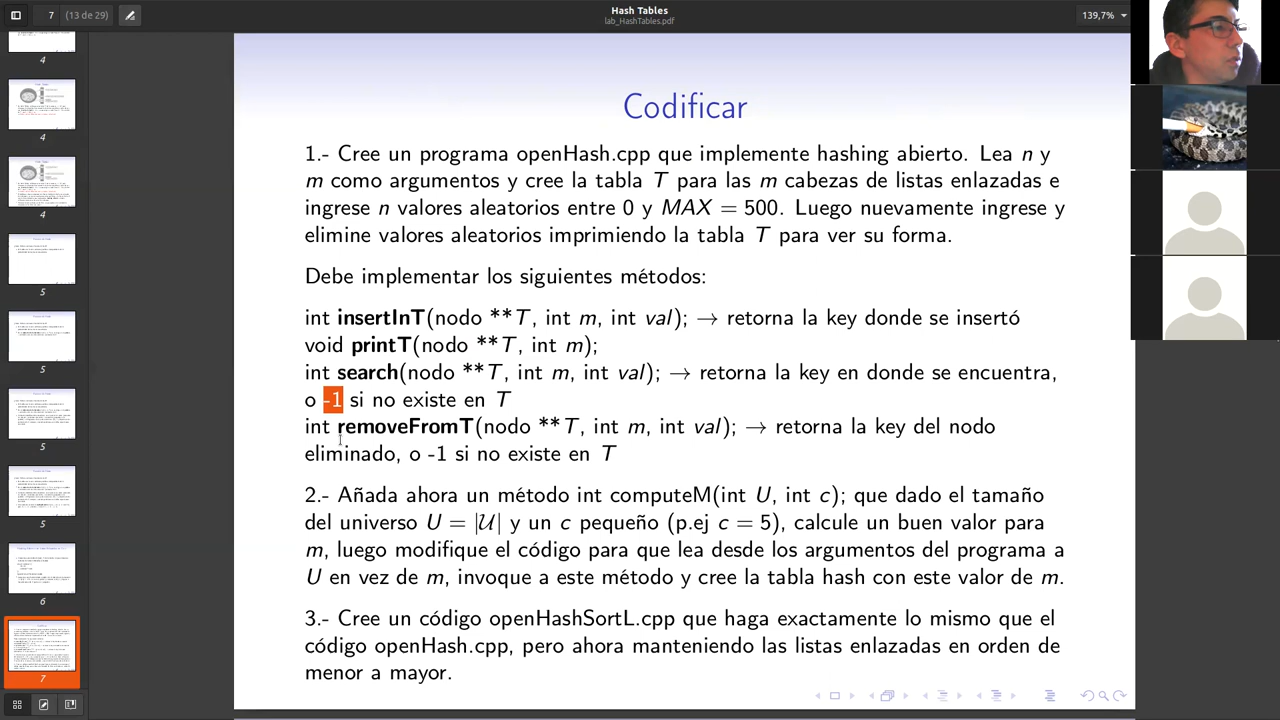 7 (13 de 29)
Hash Tables
lab_HashTables.pdf
139,7%
Codificar
1.- Cree un programa openHash.cpp que implemente hashing abierto. Lea n y
como argumentos y cree la tabla T para las m cabezas de listas enlazadas e
ingrese n valores aleatorios entre 0 y MAX = 500. Luego nuevamente ingrese y
elimine valores aleatorios imprimiendo la tabla T para ver su forma.
Debe implementar los siguientes métodos:
int insertInT(nodo **T, int m, int val); → retorna la key donde se insertó
void printT(nodo **T, int m);
int search(nodo **T, int m, int val); → retorna la key en donde se encuentra,
o -1 si no existe en T
int removeFromT(nodo **T, int m, int val); → retorna la key del nodo
eliminado, o -1 si no existe en T
2.- Añada ahora un método int computeM(int U, int c); que dado el tamaño
del universo U = |𝒰| y un c pequeño (p.ej c = 5), calcule un buen valor para
m, luego modifique el código para que lea desde los argumentos del programa a
U en vez de m, invoque a este método y cree la tabla hash con este valor de m.
3.- Cree un código openHashSortL.cpp que haga exactamente lo mismo que el
código openHash.cpp, pero ahora manteniendo las listas enlazadas en orden de
menor a mayor.
4
4
4
5
5
5
5
6
7